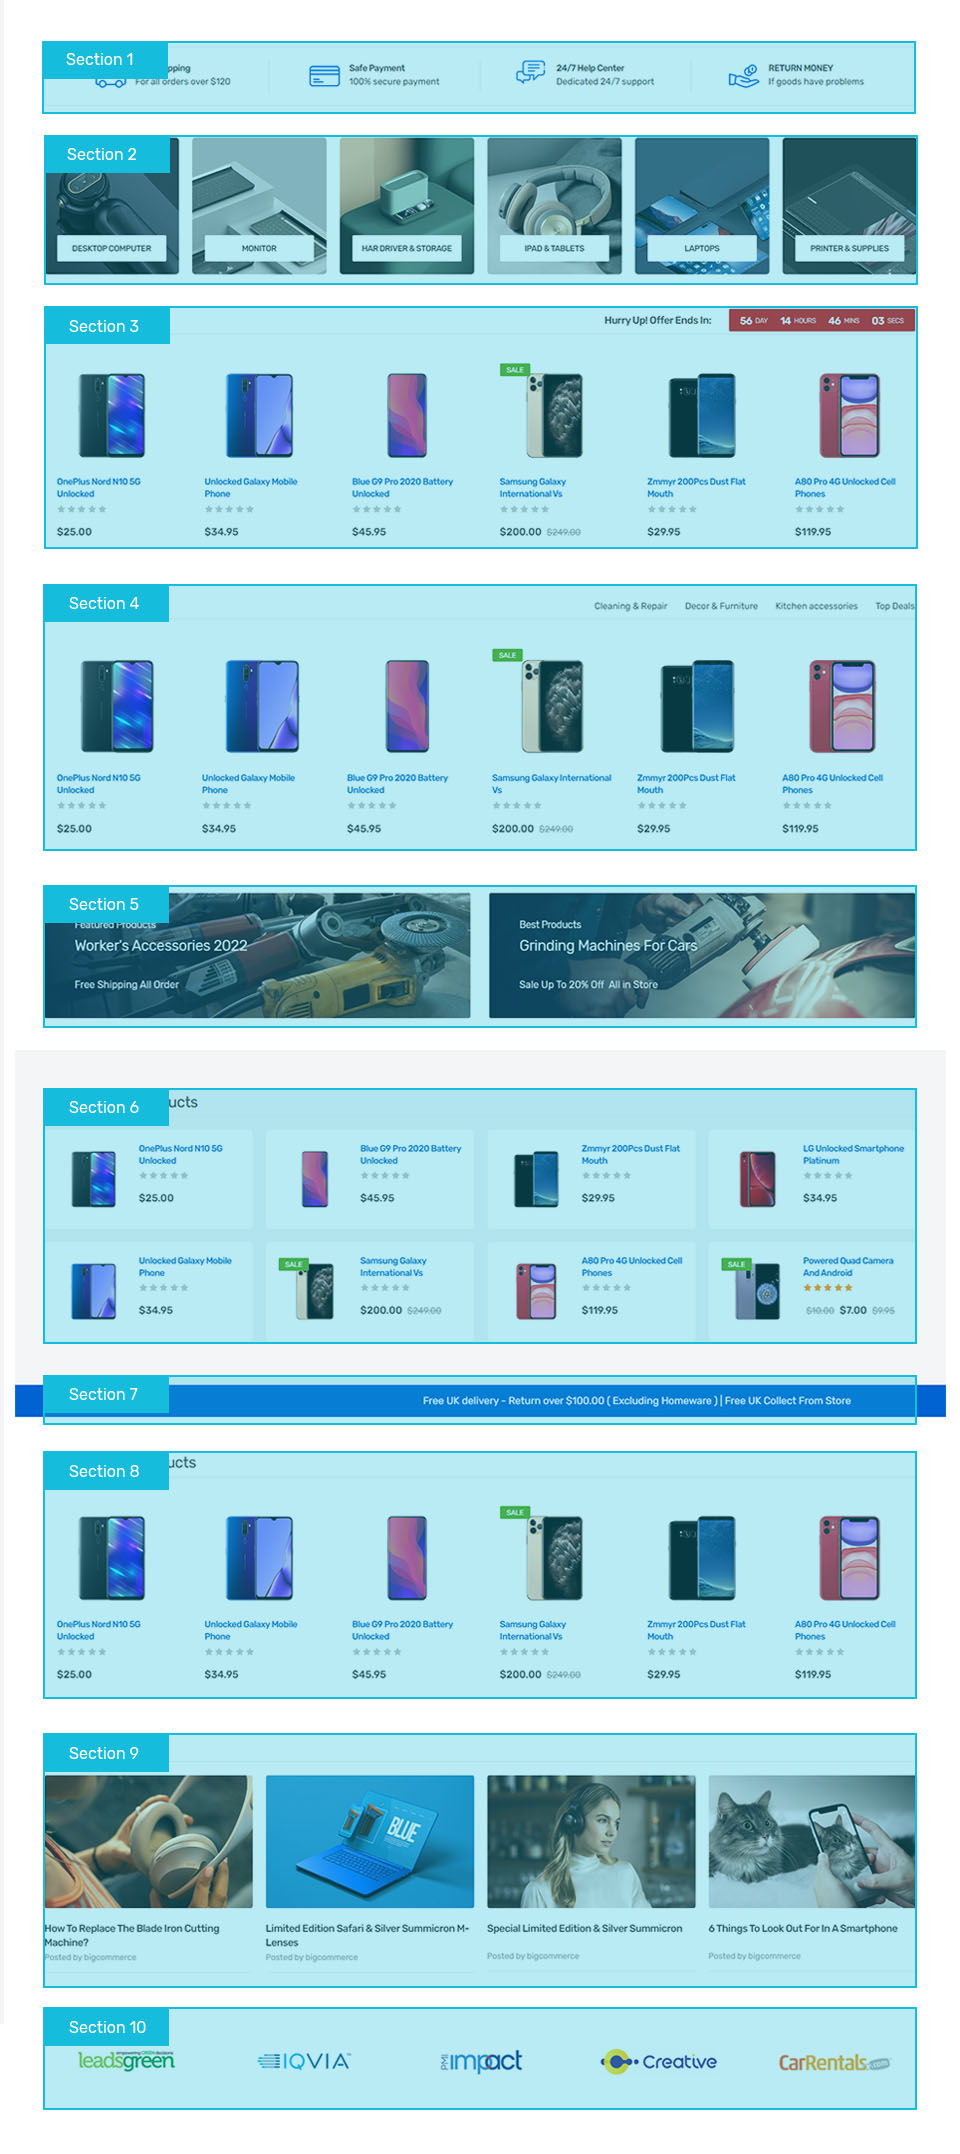 Section 1
pping
For all orders over $120
Safe Payment
100% secure payment
24/7 Help Center
Dedicated 24/7 support
RETURN MONEY
If goods have problems
Section 2
DESKTOP COMPUTER
MONITOR
HAR DRIVER & STORAGE
IPAD & TABLETS
LAPTOPS
PRINTER & SUPPLIES
Section 3
Hurry Up! Offer Ends In:
56 DAY 14 HOURS 46 MINS 03 SECS
OnePlus Nord N10 5G
Unlocked
$25.00
Unlocked Galaxy Mobile
Phone
$34.95
Blue G9 Pro 2020 Battery
Unlocked
$45.95
SALE
Samsung Galaxy
International Vs
$200.00 $249.00
Zmmyr 200Pcs Dust Flat
Mouth
$29.95
A80 Pro 4G Unlocked Cell
Phones
$119.95
Section 4
Cleaning & Repair Decor & Furniture Kitchen accessories Top Deals
OnePlus Nord N10 5G
Unlocked
$25.00
Unlocked Galaxy Mobile
Phone
$34.95
Blue G9 Pro 2020 Battery
Unlocked
$45.95
SALE
Samsung Galaxy International
Vs
$200.00 $249.00
Zmmyr 200Pcs Dust Flat
Mouth
$29.95
A80 Pro 4G Unlocked Cell
Phones
$119.95
Section 5
Featured Products
Worker's Accessories 2022
Free Shipping All Order
Best Products
Grinding Machines For Cars
Sale Up To 20% Off All in Store
Section 6
ucts
OnePlus Nord N10 5G
Unlocked
$25.00
Blue G9 Pro 2020 Battery
Unlocked
$45.95
Zmmyr 200Pcs Dust Flat
Mouth
$29.95
LG Unlocked Smartphone
Platinum
$34.95
Unlocked Galaxy Mobile
Phone
$34.95
SALE
Samsung Galaxy
International Vs
$200.00 $249.00
A80 Pro 4G Unlocked Cell
Phones
$119.95
SALE
Powered Quad Camera
And Android
$10.00 $7.00 $9.95
Section 7
Free UK delivery - Return over $100.00 ( Excluding Homeware ) | Free UK Collect From Store
Section 8
ucts
OnePlus Nord N10 5G
Unlocked
$25.00
Unlocked Galaxy Mobile
Phone
$34.95
Blue G9 Pro 2020 Battery
Unlocked
$45.95
SALE
Samsung Galaxy
International Vs
$200.00 $249.00
Zmmyr 200Pcs Dust Flat
Mouth
$29.95
A80 Pro 4G Unlocked Cell
Phones
$119.95
Section 9
BLUE
How To Replace The Blade Iron Cutting
Machine?
Posted by bigcommerce
Limited Edition Safari & Silver Summicron M-
Lenses
Posted by bigcommerce
Special Limited Edition & Silver Summicron
Posted by bigcommerce
6 Things To Look Out For In A Smartphone
Posted by bigcommerce
Section 10
empowering GREEN decisions
leadsgreen
IQVIA™
PMI impact
Creative
CarRentals.com